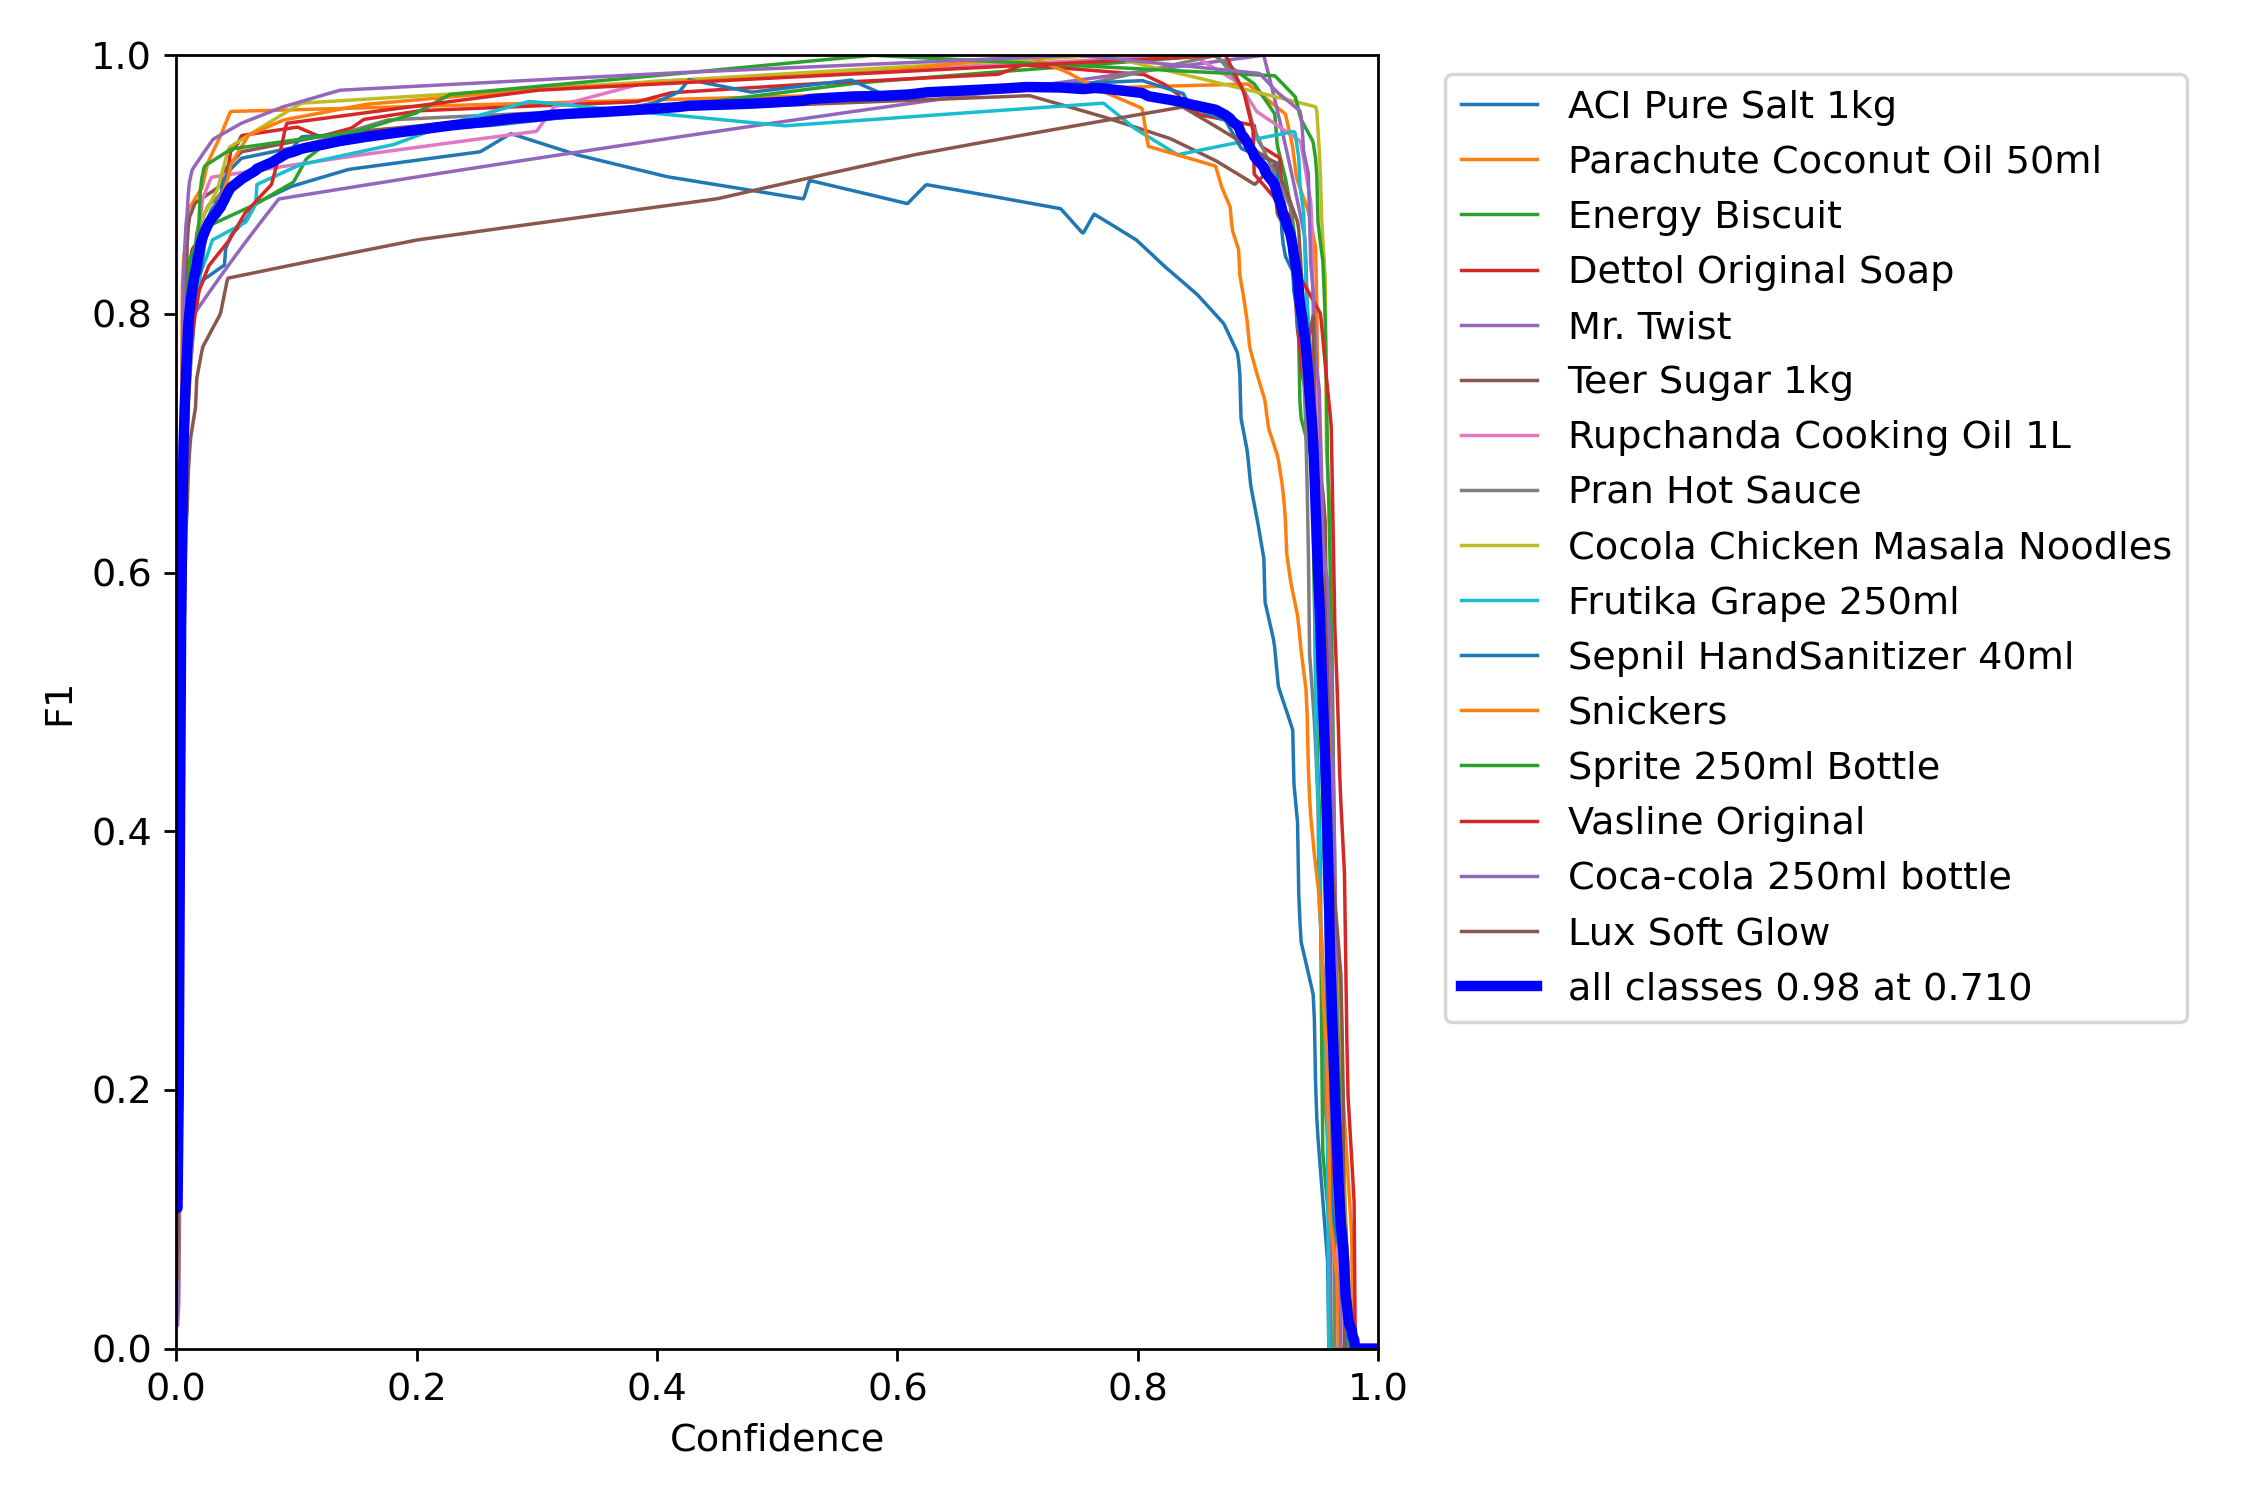 1.0
0.8
0.6
0.4
0.2
0.0
F1
0.0 0.2 0.4 0.6 0.8 1.0
Confidence
ACI Pure Salt 1kg
Parachute Coconut Oil 50ml
Energy Biscuit
Dettol Original Soap
Mr. Twist
Teer Sugar 1kg
Rupchanda Cooking Oil 1L
Pran Hot Sauce
Cocola Chicken Masala Noodles
Frutika Grape 250ml
Sepnil HandSanitizer 40ml
Snickers
Sprite 250ml Bottle
Vasline Original
Coca-cola 250ml bottle
Lux Soft Glow
all classes 0.98 at 0.710